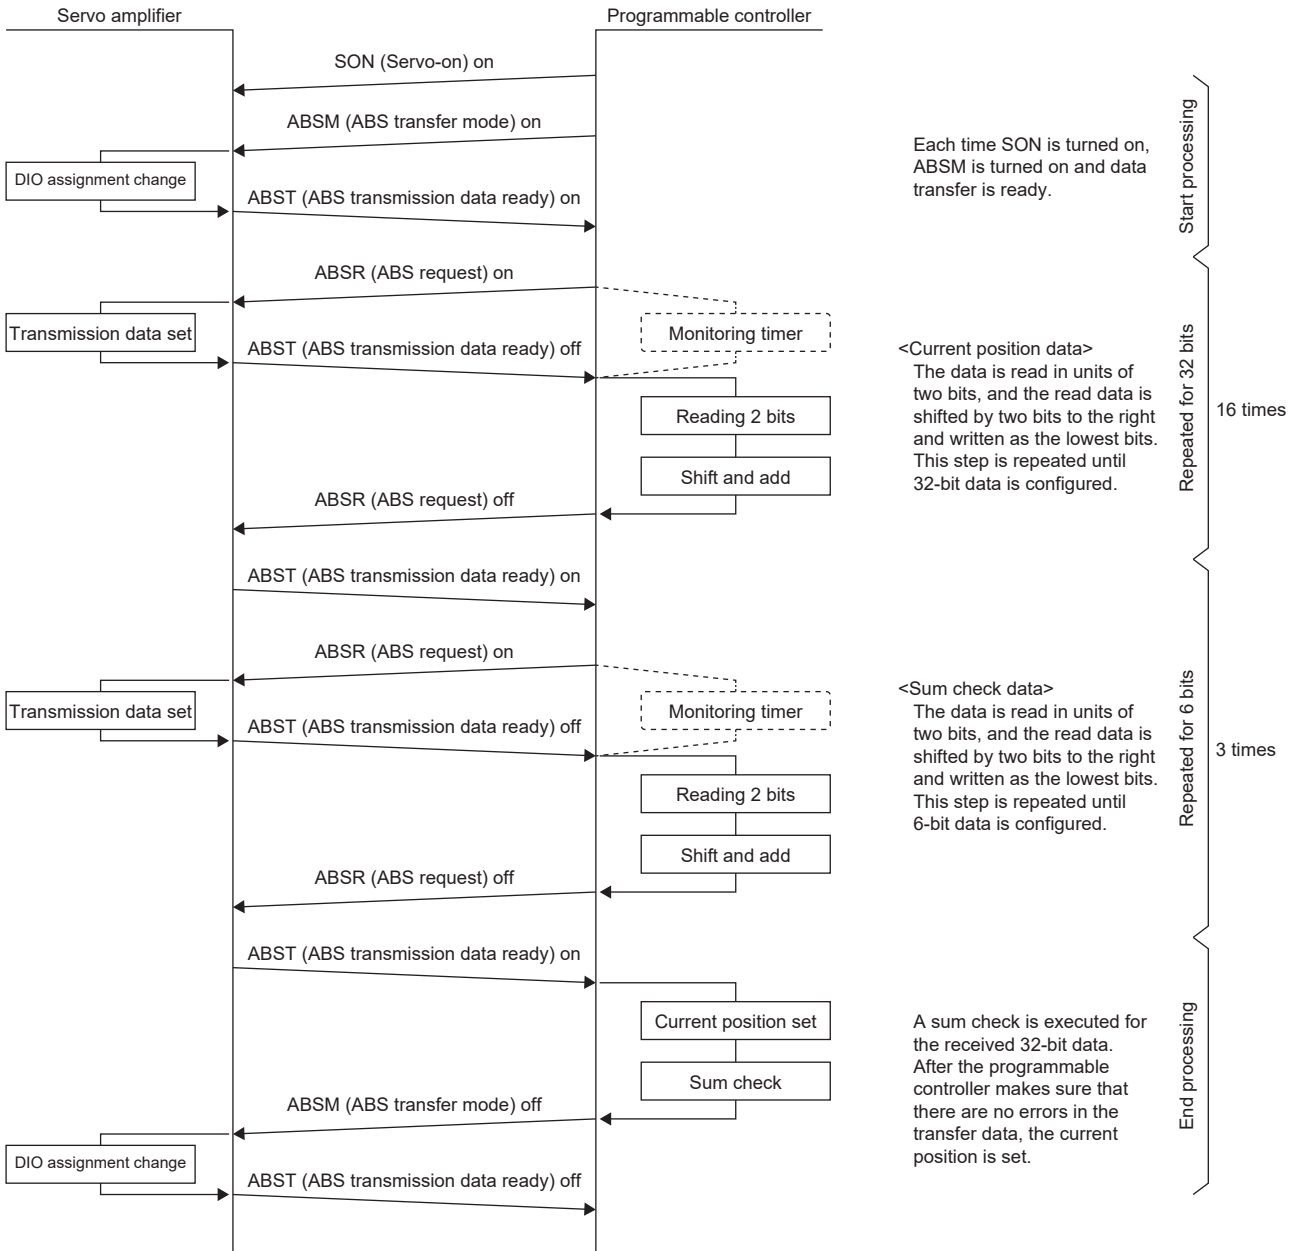 Servo amplifier
Programmable controller
SON (Servo-on) on
ABSM (ABS transfer mode) on
DIO assignment change
ABST (ABS transmission data ready) on
Each time SON is turned on,
ABSM is turned on and data
transfer is ready.
Start processing
ABSR (ABS request) on
Transmission data set
Monitoring timer
ABST (ABS transmission data ready) off
Reading 2 bits
Shift and add
ABSR (ABS request) off
<Current position data>
The data is read in units of
two bits, and the read data is
shifted by two bits to the right
and written as the lowest bits.
This step is repeated until
32-bit data is configured.
Repeated for 32 bits
16 times
ABST (ABS transmission data ready) on
ABSR (ABS request) on
Transmission data set
Monitoring timer
ABST (ABS transmission data ready) off
Reading 2 bits
Shift and add
ABSR (ABS request) off
<Sum check data>
The data is read in units of
two bits, and the read data is
shifted by two bits to the right
and written as the lowest bits.
This step is repeated until
6-bit data is configured.
Repeated for 6 bits
3 times
ABST (ABS transmission data ready) on
Current position set
Sum check
ABSM (ABS transfer mode) off
DIO assignment change
ABST (ABS transmission data ready) off
A sum check is executed for
the received 32-bit data.
After the programmable
controller makes sure that
there are no errors in the
transfer data, the current
position is set.
End processing